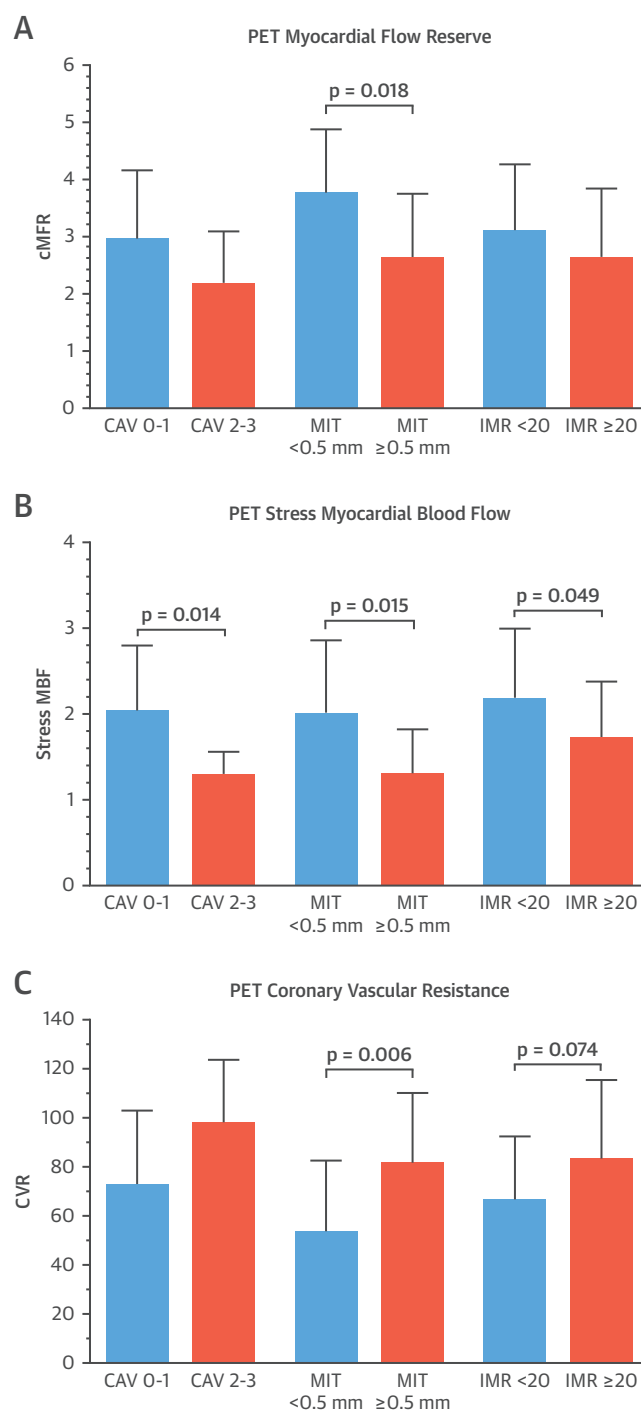 A
PET Myocardial Flow Reserve
6
5
4
3
2
1
0
cMFR
p = 0.018
CAV 0-1 CAV 2-3 MIT MIT IMR <20 IMR ≥20
<0.5 mm ≥0.5 mm
B
PET Stress Myocardial Blood Flow
4
3
2
1
0
Stress MBF
p = 0.014 p = 0.015 p = 0.049
CAV 0-1 CAV 2-3 MIT MIT IMR <20 IMR ≥20
<0.5 mm ≥0.5 mm
C
PET Coronary Vascular Resistance
140
120
100
80
60
40
20
0
CVR
p = 0.006 p = 0.074
CAV 0-1 CAV 2-3 MIT MIT IMR <20 IMR ≥20
<0.5 mm ≥0.5 mm